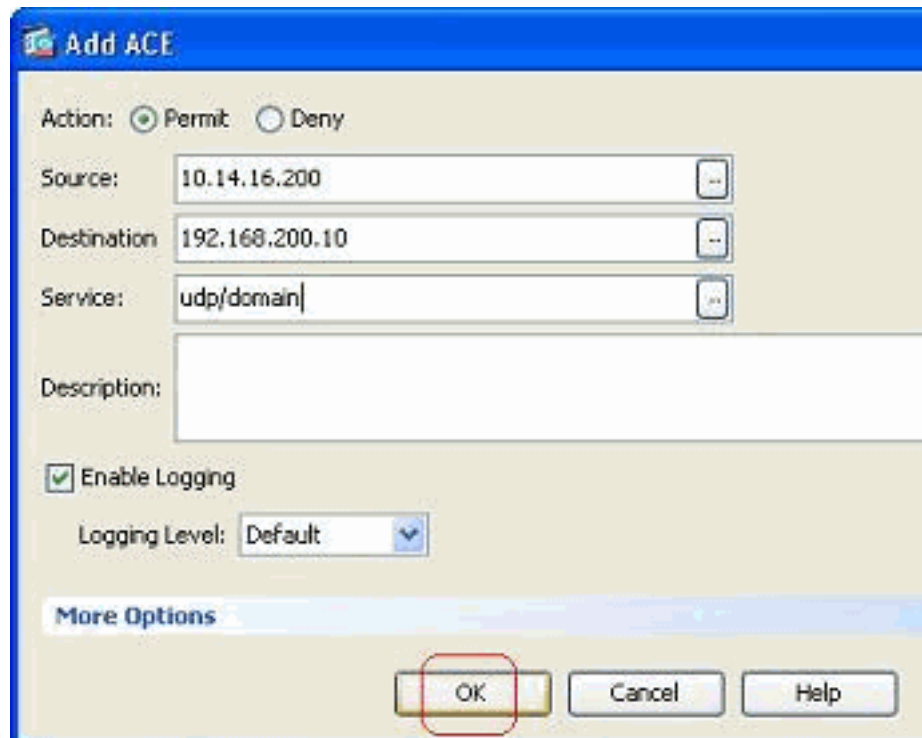 Add ACE
Action: Permit Deny
Source: 10.14.16.200 ...
Destination 192.168.200.10 ...
Service: udp/domain ...
Description:
Enable Logging
Logging Level: Default
More Options
OK Cancel Help